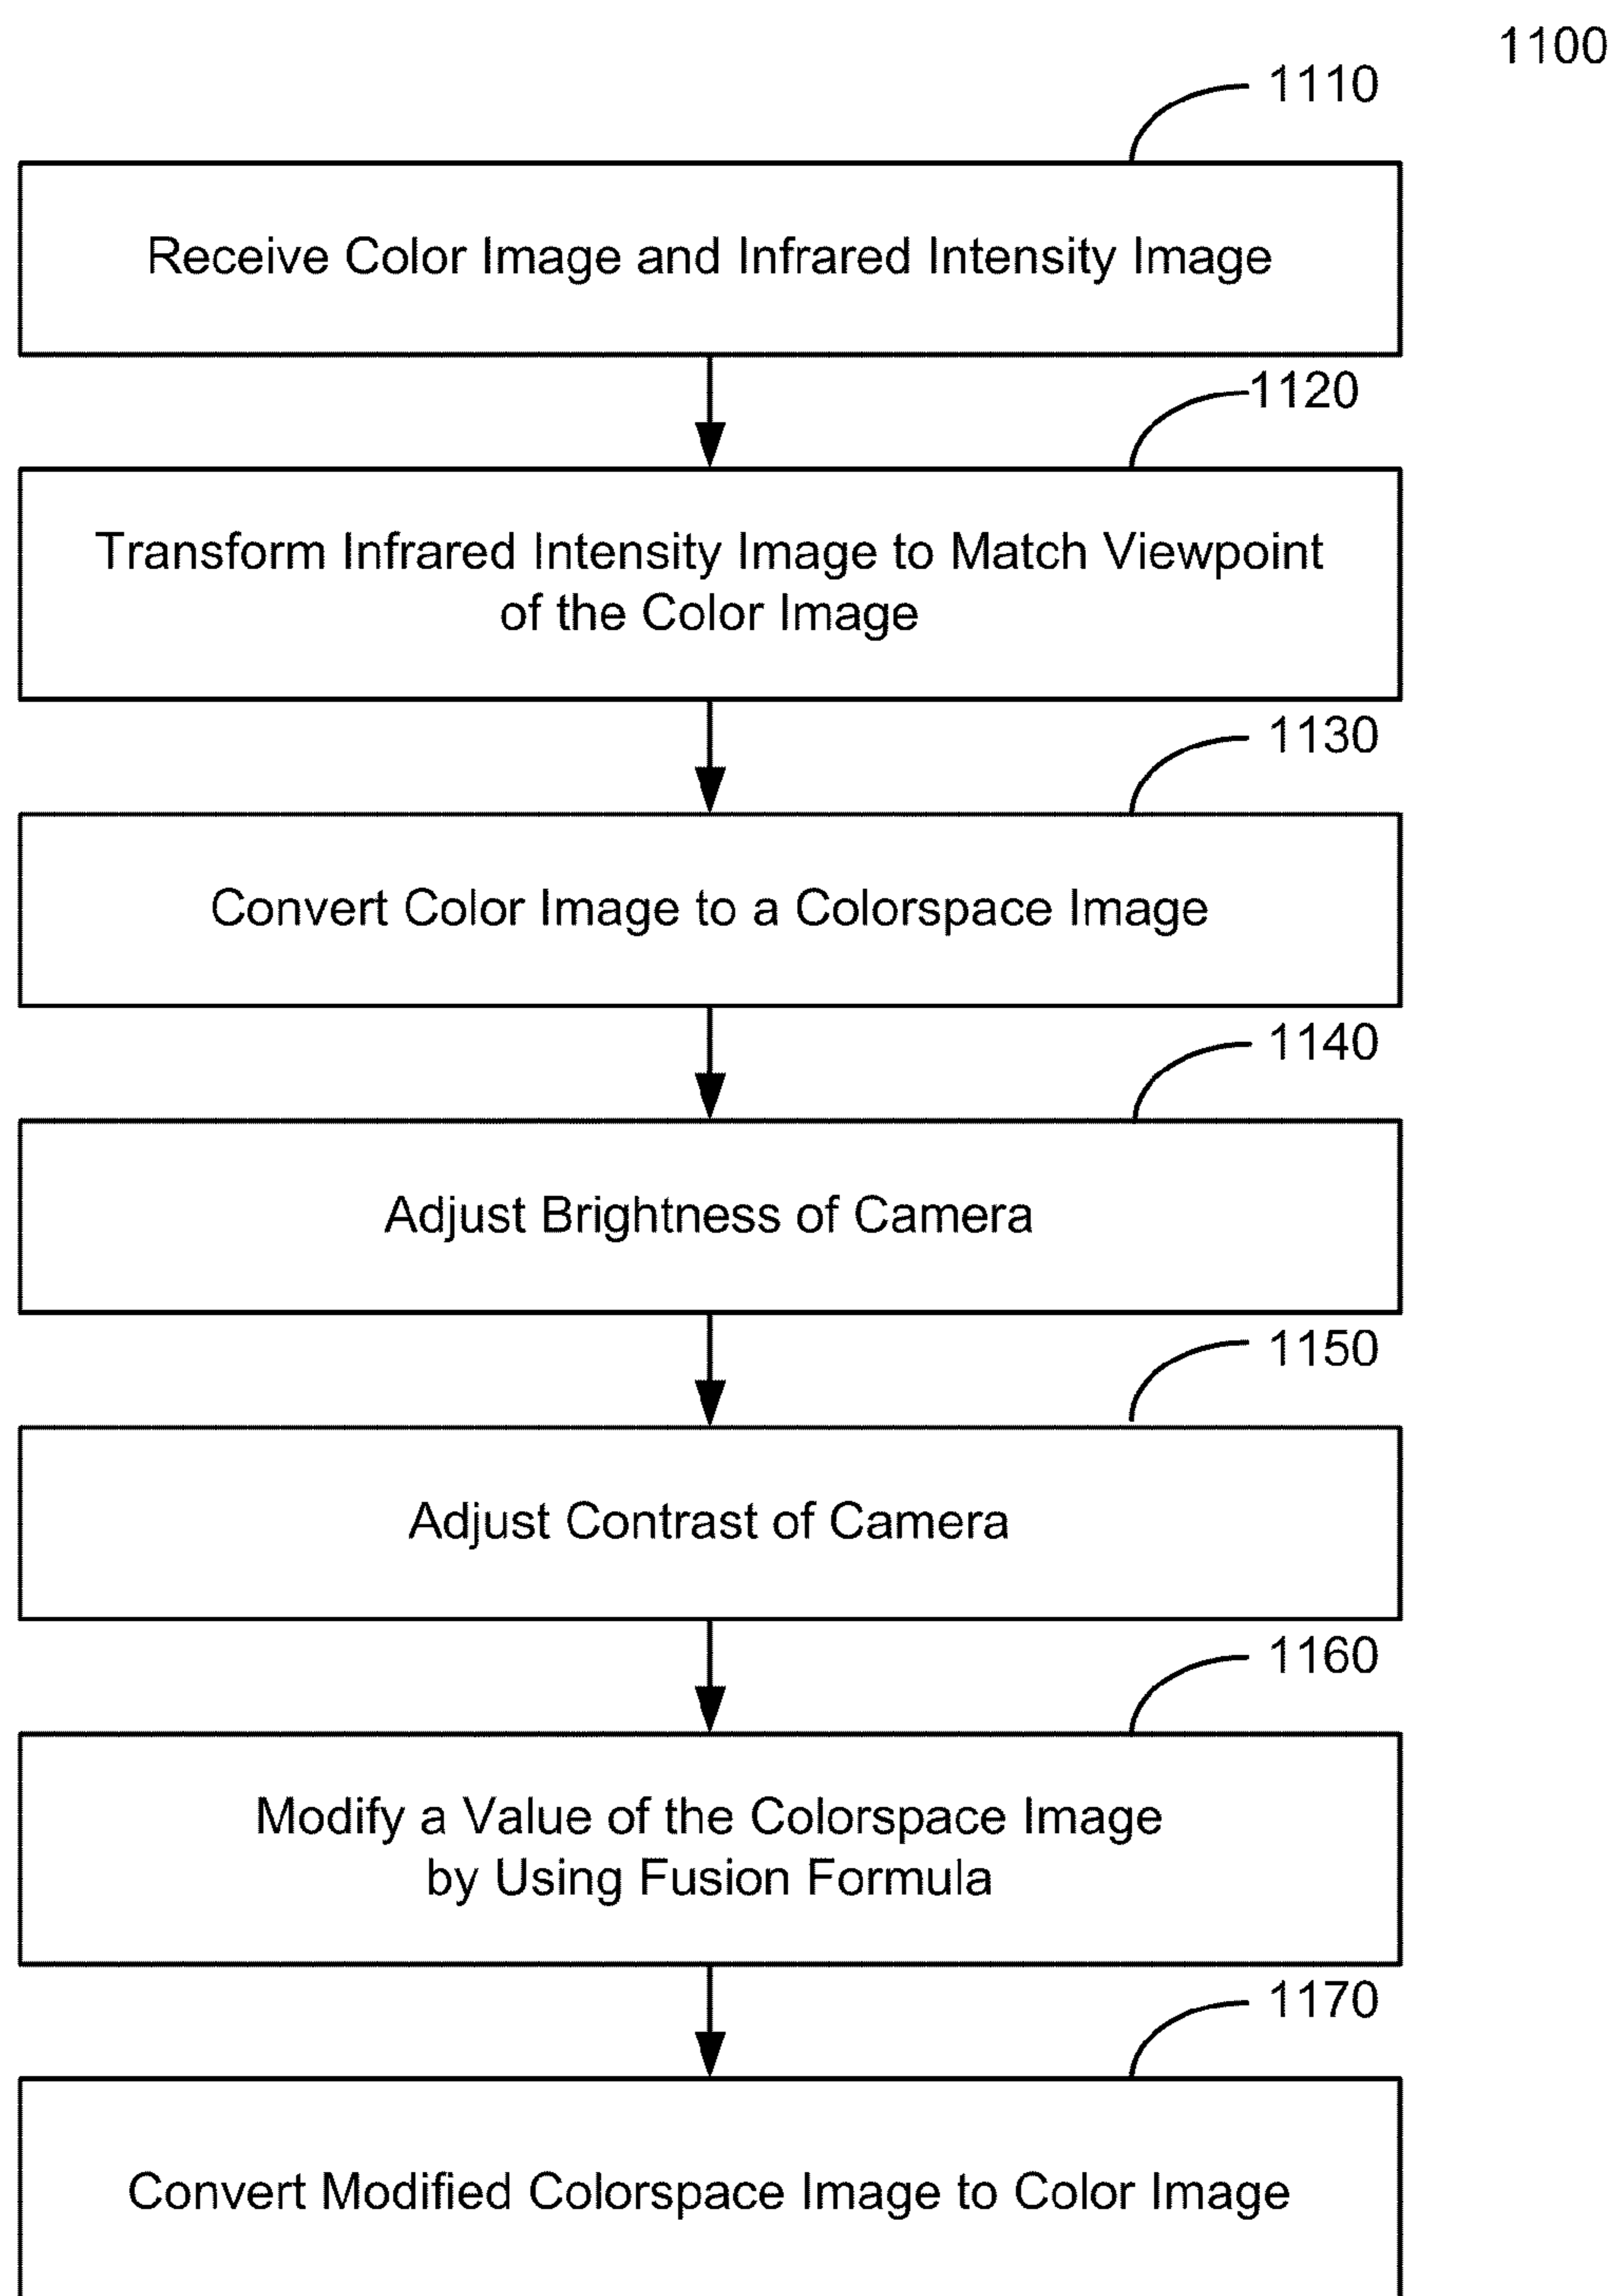 1100
1110
Receive Color Image and Infrared Intensity Image
1120
Transform Infrared Intensity Image to Match Viewpoint
of the Color Image
1130
Convert Color Image to a Colorspace Image
1140
Adjust Brightness of Camera
1150
Adjust Contrast of Camera
1160
Modify a Value of the Colorspace Image
by Using Fusion Formula
1170
Convert Modified Colorspace Image to Color Image